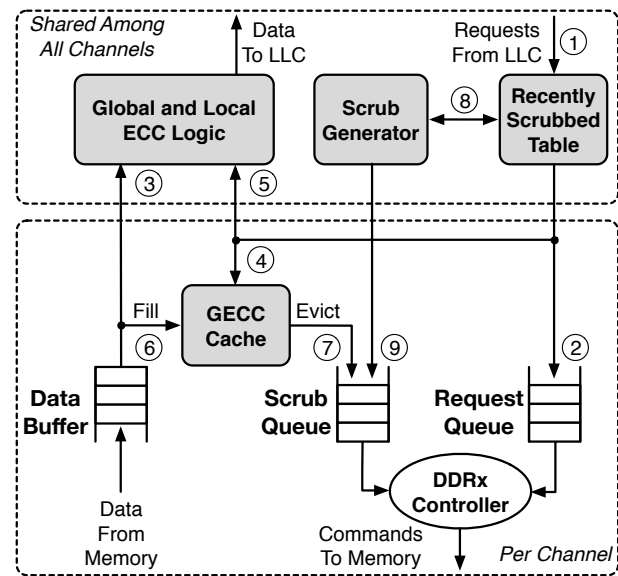 Shared Among
All Channels
Data
To LLC
Requests
From LLC
①
Global and Local
ECC Logic
Scrub
Generator
⑧
Recently
Scrubbed
Table
③
⑤
④
Fill
GECC
Cache
Evict
⑥
⑦
⑨
②
Data
Buffer
Scrub
Queue
Request
Queue
DDRx
Controller
Data
From
Memory
Commands
To Memory
Per Channel